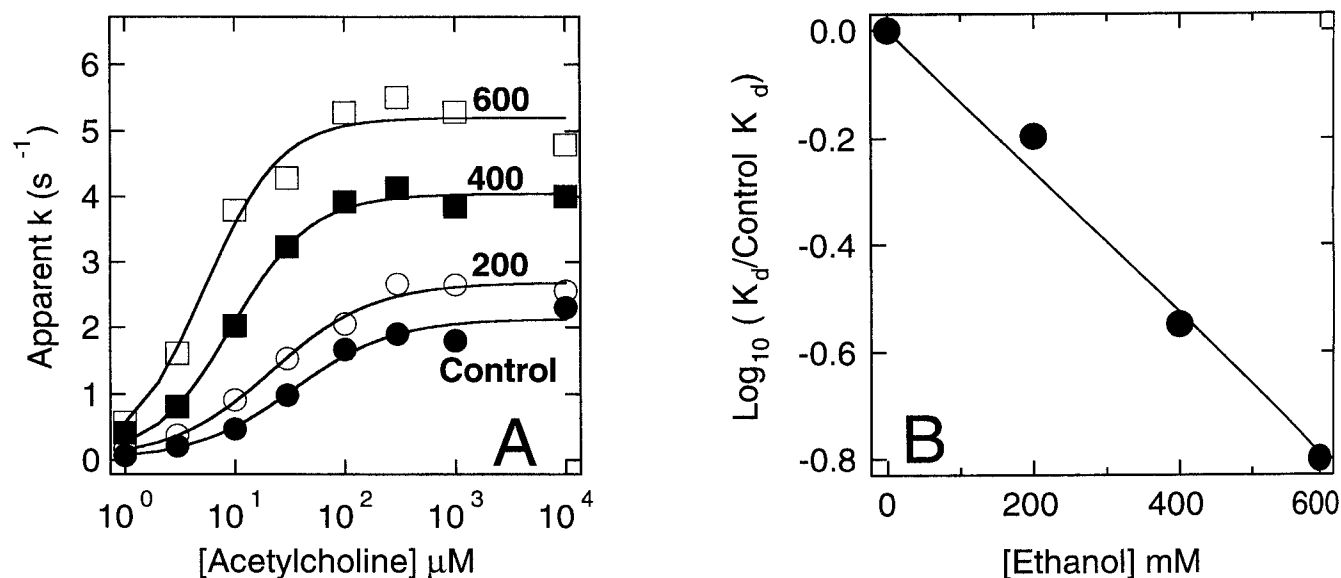 6
5
4
3
2
1
0
Apparent k (s⁻¹)
600
400
200
Control
A
10⁰ 10¹ 10² 10³ 10⁴
[Acetylcholine] μM
0.0
-0.2
-0.4
-0.6
-0.8
Log₁₀ ( K_d/Control K_d)
B
0 200 400 600
[Ethanol] mM